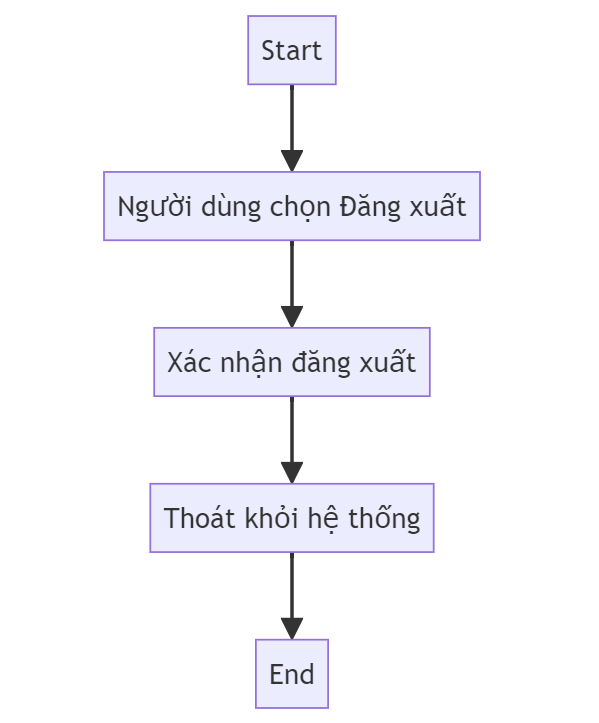 Start
Người dùng chọn Đăng xuất
Xác nhận đăng xuất
Thoát khỏi hệ thống
End